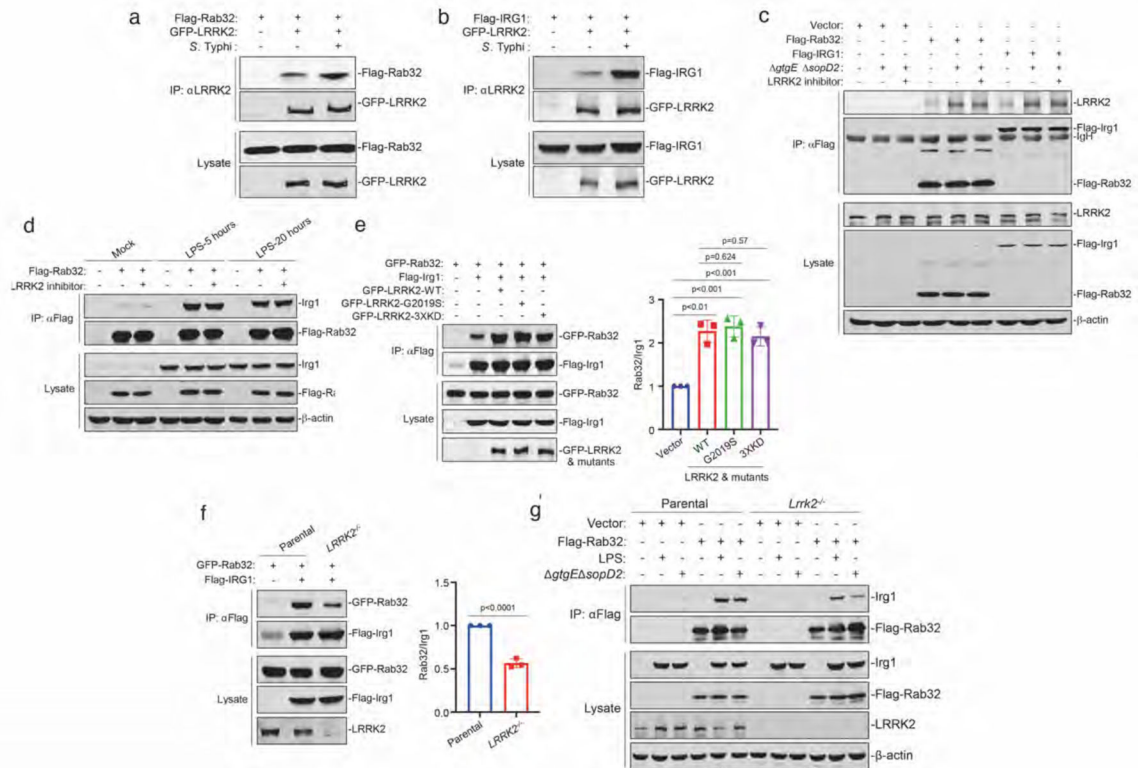 a
Flag-Rab32: + + +
GFP-LRRK2: - + +
S. Typhi : - - +
IP: αLRRK2
-Flag-Rab32
-GFP-LRRK2
Lysate
-Flag-Rab32
-GFP-LRRK2
b
Flag-IRG1: + + +
GFP-LRRK2: - + +
S. Typhi : - - +
IP: αLRRK2
-Flag-IRG1
-GFP-LRRK2
Lysate
-Flag-IRG1
-GFP-LRRK2
c
Vector: + + + - - - - - -
Flag-Rab32: - - - + + + - - -
Flag-IRG1: - - - - - - + + +
ΔgtgE ΔsopD2: - + + - + + - + +
LRRK2 inhibitor: - - + - - + - - +
IP: αFlag
-LRRK2
-Flag-Irg1
-IgH
-Flag-Rab32
Lysate
-LRRK2
-Flag-Irg1
-Flag-Rab32
-β-actin
d
Mock
LPS-5 hours
LPS-20 hours
Flag-Rab32: - + + - + + - + +
LRRK2 inhibitor: - - + - - + - - +
IP: αFlag
-Irg1
-Flag-Rab32
Lysate
-Irg1
-Flag-Ra
-β-actin
e
GFP-Rab32: + + + + +
Flag-Irg1: - + + + +
GFP-LRRK2-WT: - - + - -
GFP-LRRK2-G2019S: - - - + -
GFP-LRRK2-3XKD: - - - - +
IP: αFlag
-GFP-Rab32
-Flag-Irg1
-GFP-Rab32
Lysate
-Flag-Irg1
-GFP-LRRK2
& mutants
p=0.57
p=0.624
p<0.001
p<0.001
p<0.01
Rab32/Irg1
3
2
1
0
Vector
WT
G2019S
3XKD
LRRK2 & mutants
f
Parental
LRRK2-/-
GFP-Rab32: + + +
Flag-IRG1: - + +
IP: αFlag
-GFP-Rab32
-Flag-Irg1
Lysate
-GFP-Rab32
-Flag-Irg1
-LRRK2
p<0.0001
Rab32/Irg1
1.5
1.0
0.5
0.0
Parental
LRRK2-/-
g
Parental
Lrrk2-/-
Vector: + + + - - - + + + - - -
Flag-Rab32: - - - + + + - - - + + +
LPS: - + - - + - - + - - + -
ΔgtgEΔsopD2: - - + - - + - - + - - +
IP: αFlag
-Irg1
-Flag-Rab32
Lysate
-Irg1
-Flag-Rab32
-LRRK2
-β-actin